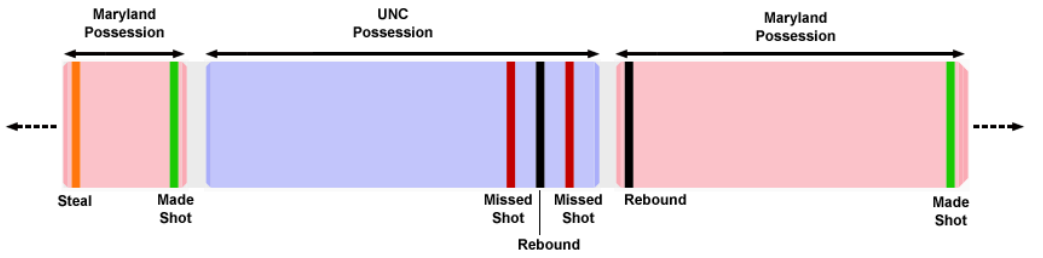 Maryland
Possession
UNC
Possession
Maryland
Possession
Steal
Made
Shot
Missed
Shot
Rebound
Missed
Shot
Rebound
Made
Shot